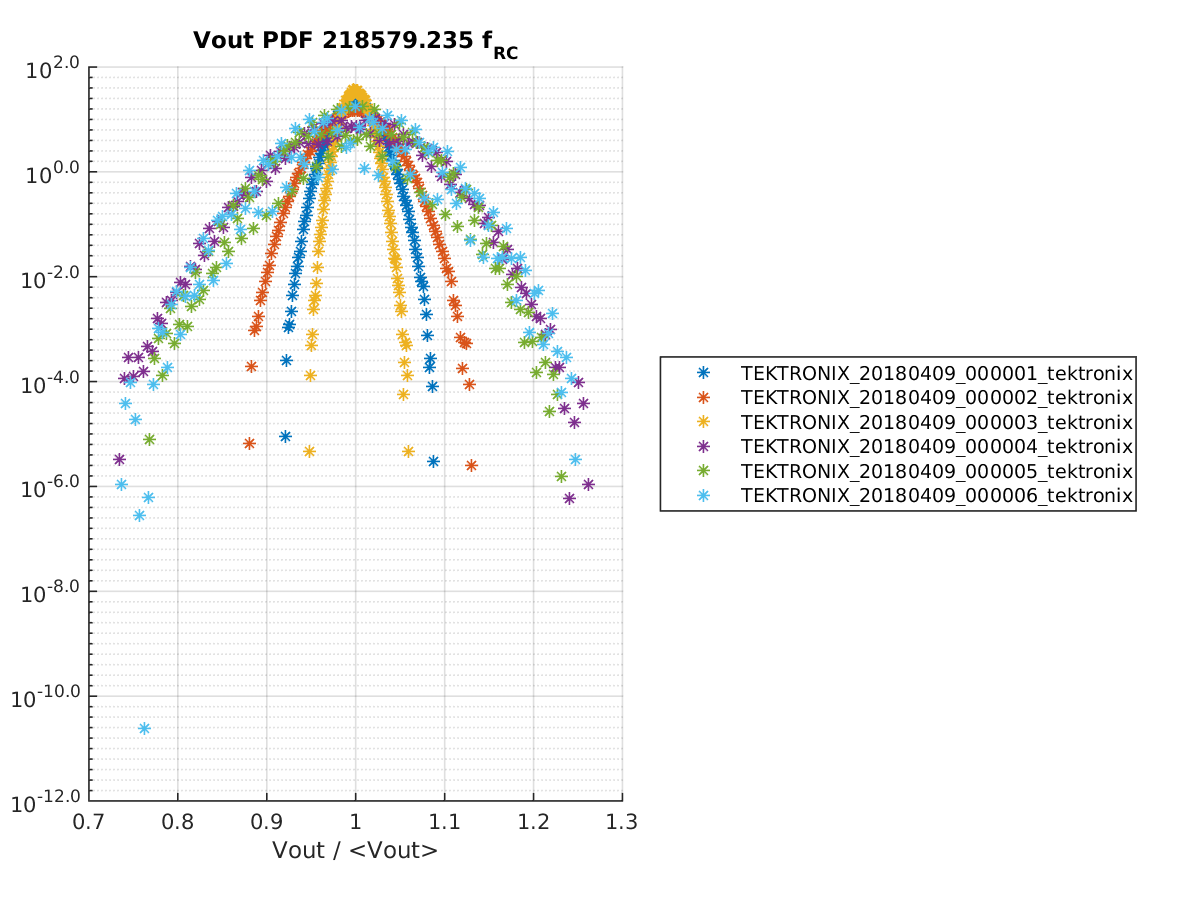 Vout PDF 218579.235 f_RC
10^2.0
10^0.0
10^-2.0
10^-4.0
10^-6.0
10^-8.0
10^-10.0
10^-12.0
0.7 0.8 0.9 1 1.1 1.2 1.3
Vout / <Vout>
TEKTRONIX_20180409_000001_tektronix
TEKTRONIX_20180409_000002_tektronix
TEKTRONIX_20180409_000003_tektronix
TEKTRONIX_20180409_000004_tektronix
TEKTRONIX_20180409_000005_tektronix
TEKTRONIX_20180409_000006_tektronix